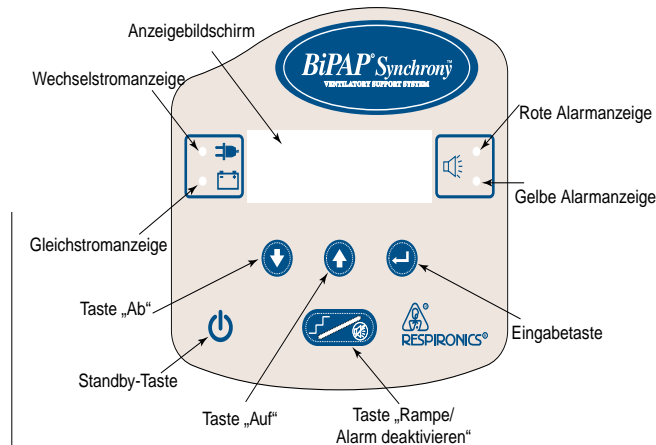 Anzeigebildschirm
BiPAP® Synchrony™
VENTILATORY SUPPORT SYSTEM
Wechselstromanzeige
Rote Alarmanzeige
Gelbe Alarmanzeige
Gleichstromanzeige
Taste „Ab“
RESPIRONICS®
Eingabetaste
Standby-Taste
Taste „Auf“
Taste „Rampe/
Alarm deaktivieren“